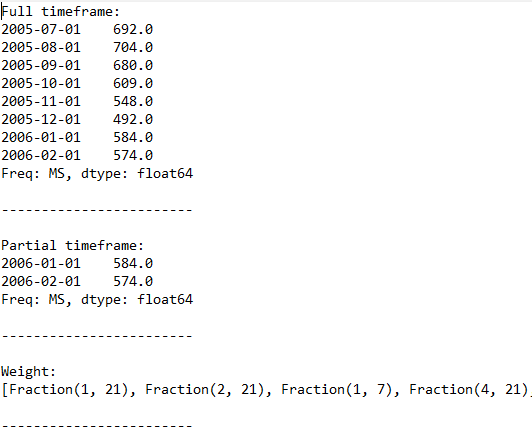 Full timeframe:
2005-07-01    692.0
2005-08-01    704.0
2005-09-01    680.0
2005-10-01    609.0
2005-11-01    548.0
2005-12-01    492.0
2006-01-01    584.0
2006-02-01    574.0
Freq: MS, dtype: float64
------------------------
Partial timeframe:
2006-01-01    584.0
2006-02-01    574.0
Freq: MS, dtype: float64
------------------------
Weight:
[Fraction(1, 21), Fraction(2, 21), Fraction(1, 7), Fraction(4, 21),
------------------------